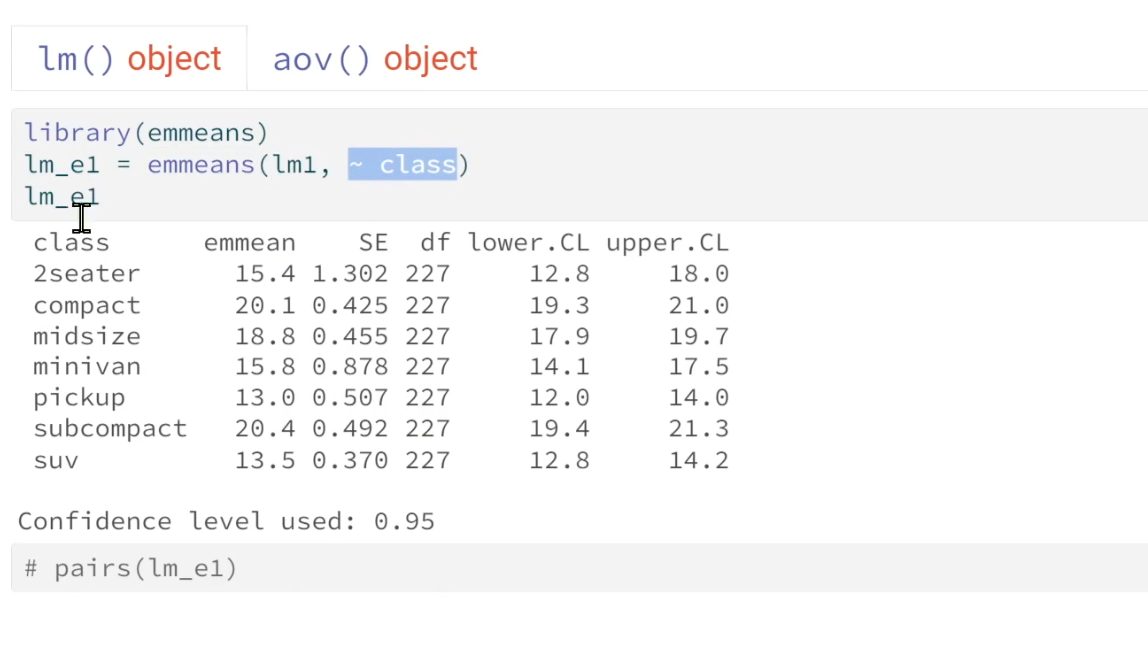 lm() object
aov() object
library(emmeans)
lm_e1 = emmeans(lm1, ~ class)
lm_e1
class emmean SE df lower.CL upper.CL
2seater 15.4 1.302 227 12.8 18.0
compact 20.1 0.425 227 19.3 21.0
midsize 18.8 0.455 227 17.9 19.7
minivan 15.8 0.878 227 14.1 17.5
pickup 13.0 0.507 227 12.0 14.0
subcompact 20.4 0.492 227 19.4 21.3
suv 13.5 0.370 227 12.8 14.2
Confidence level used: 0.95
# pairs(lm_e1)